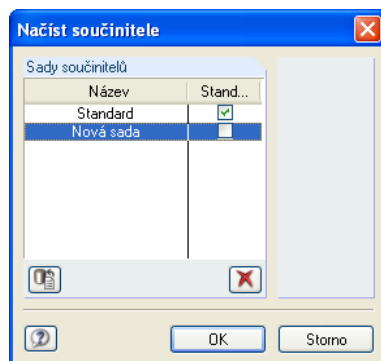 Načíst součinitele
Sady součinitelů
Název Stand...
Standard
Nová sada
OK Storno